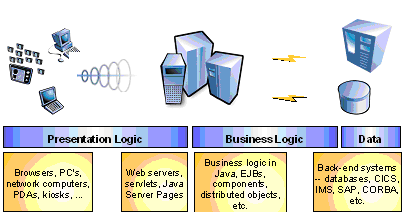 Presentation Logic
Business Logic
Data
Browsers, PC's,
network computers,
PDAs, kiosks, ...
Web servers,
servlets, Java
Server Pages
Business logic in
Java, EJBs,
components,
distributed objects,
etc.
Back-end systems
-- databases, CICS,
IMS, SAP, CORBA,
etc.